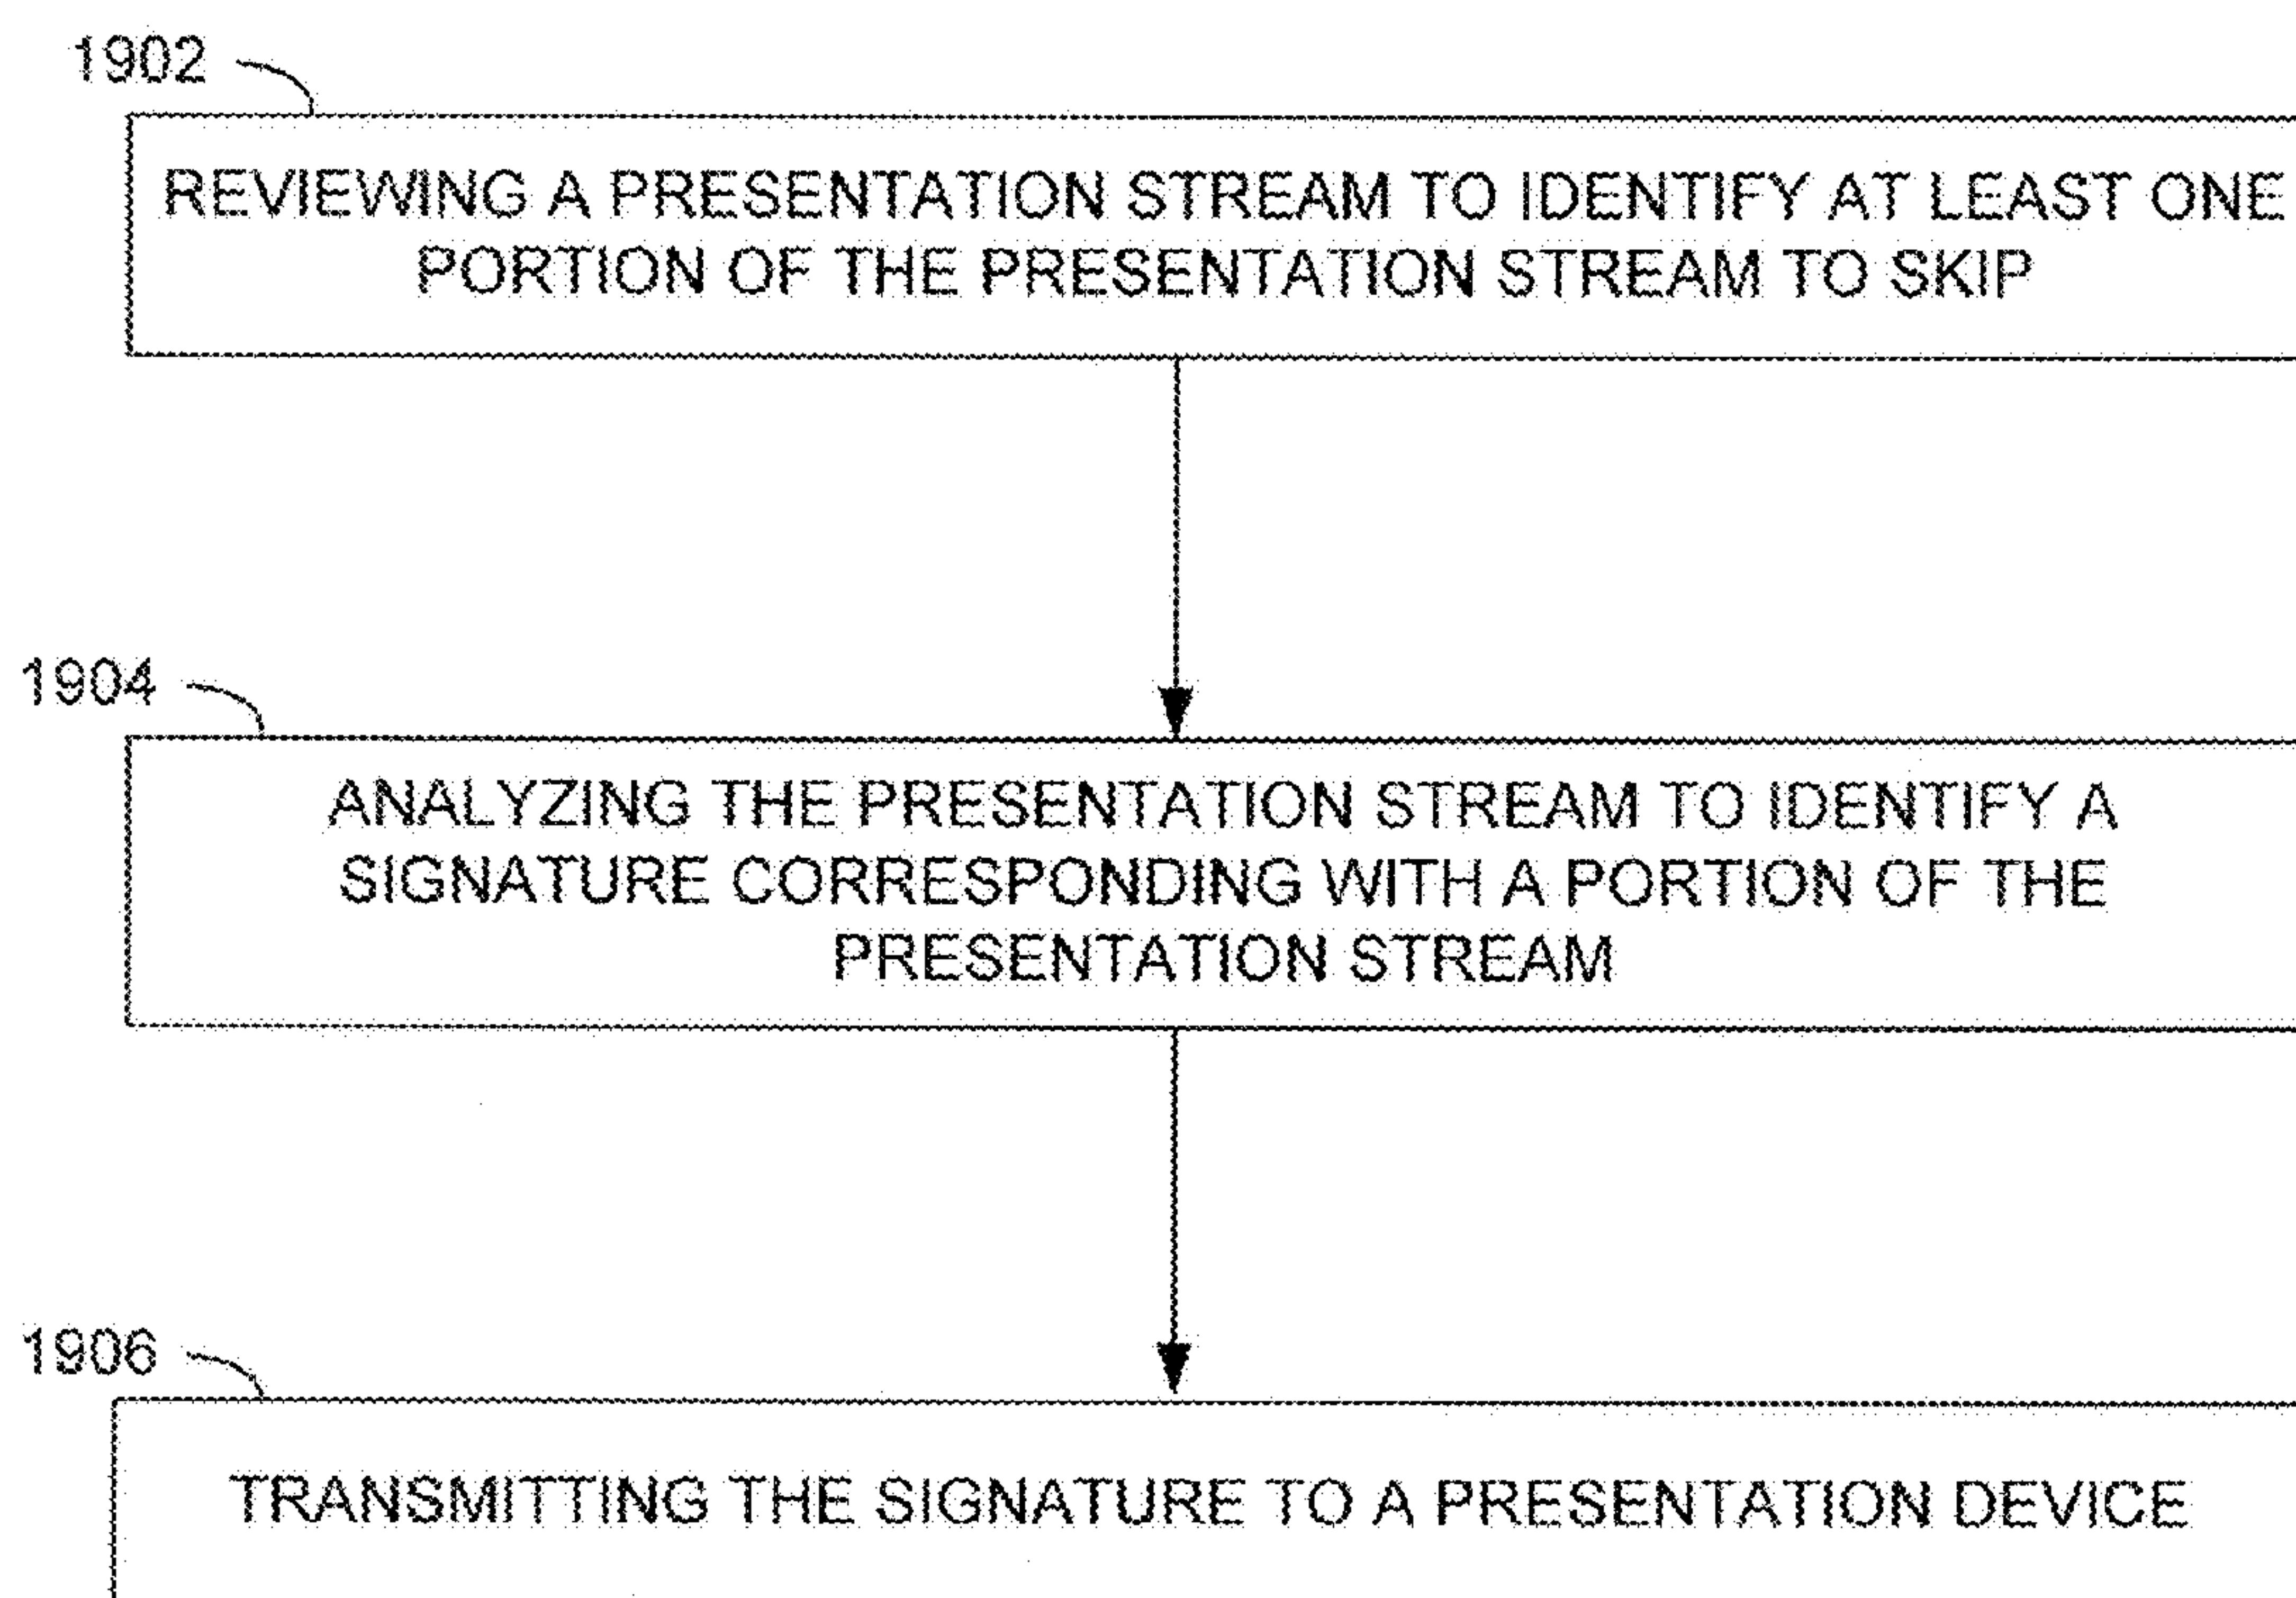 1902
REVIEWING A PRESENTATION STREAM TO IDENTIFY AT LEAST ONE
PORTION OF THE PRESENTATION STREAM TO SKIP
1904
ANALYZING THE PRESENTATION STREAM TO IDENTIFY A
SIGNATURE CORRESPONDING WITH A PORTION OF THE
PRESENTATION STREAM
1906
TRANSMITTING THE SIGNATURE TO A PRESENTATION DEVICE